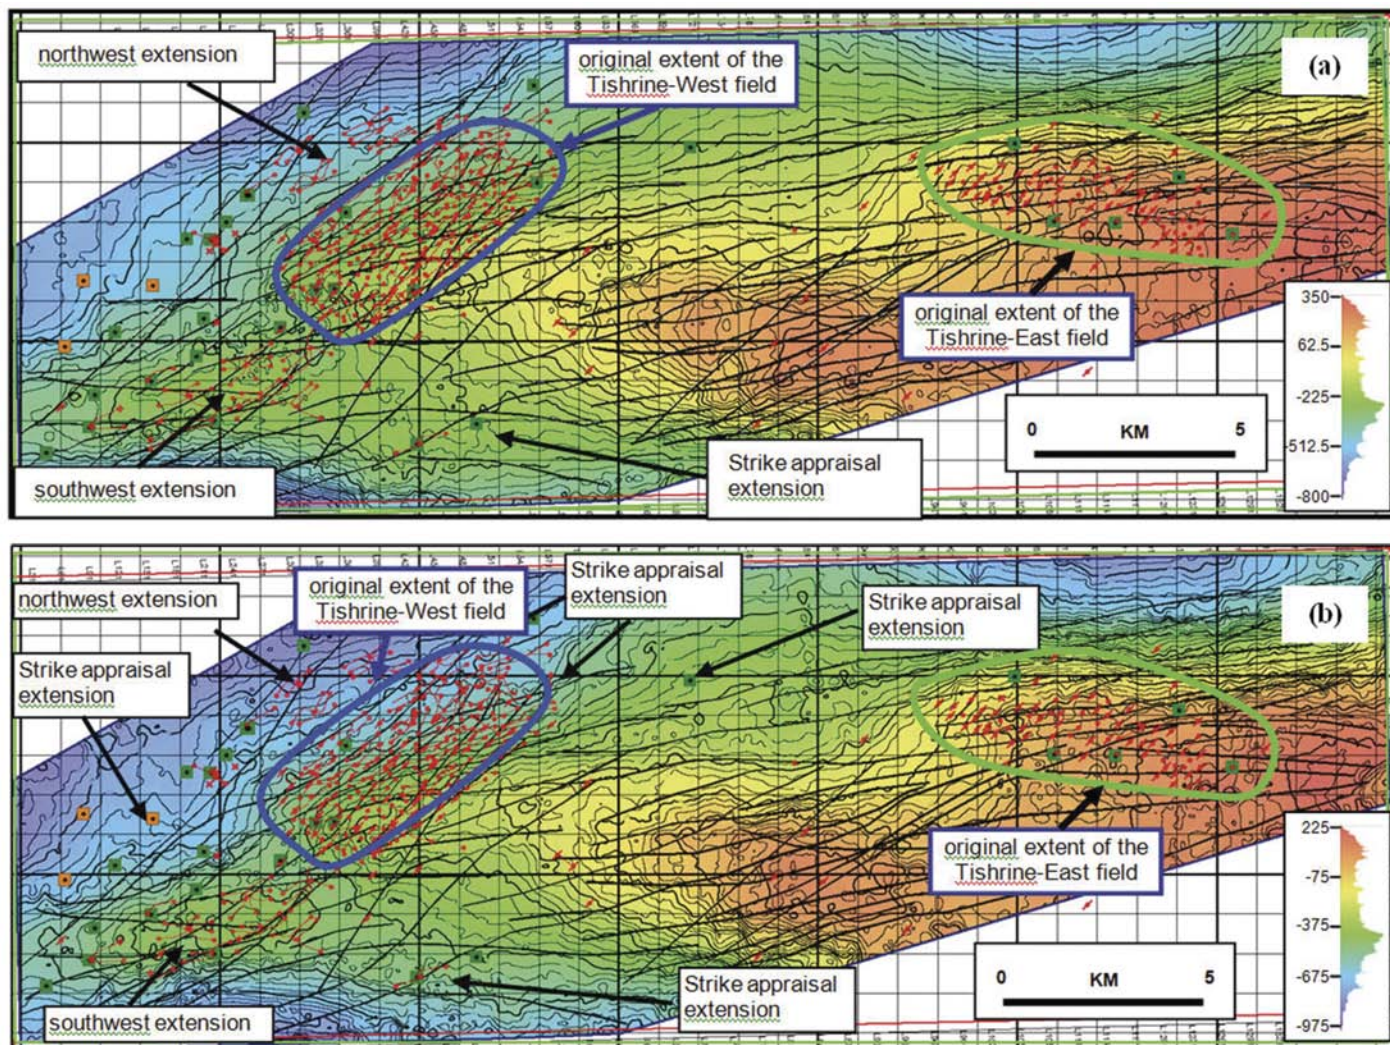 (a)
northwest extension
original extent of the
Tishrine-West field
original extent of the
Tishrine-East field
350
62.5
-225
-512.5
-800
0 KM 5
southwest extension
Strike appraisal
extension
(b)
northwest extension
original extent of the
Tishrine-West field
Strike appraisal
extension
Strike appraisal
extension
Strike appraisal
extension
original extent of the
Tishrine-East field
225
-75
-375
-675
-975
0 KM 5
southwest extension
Strike appraisal
extension